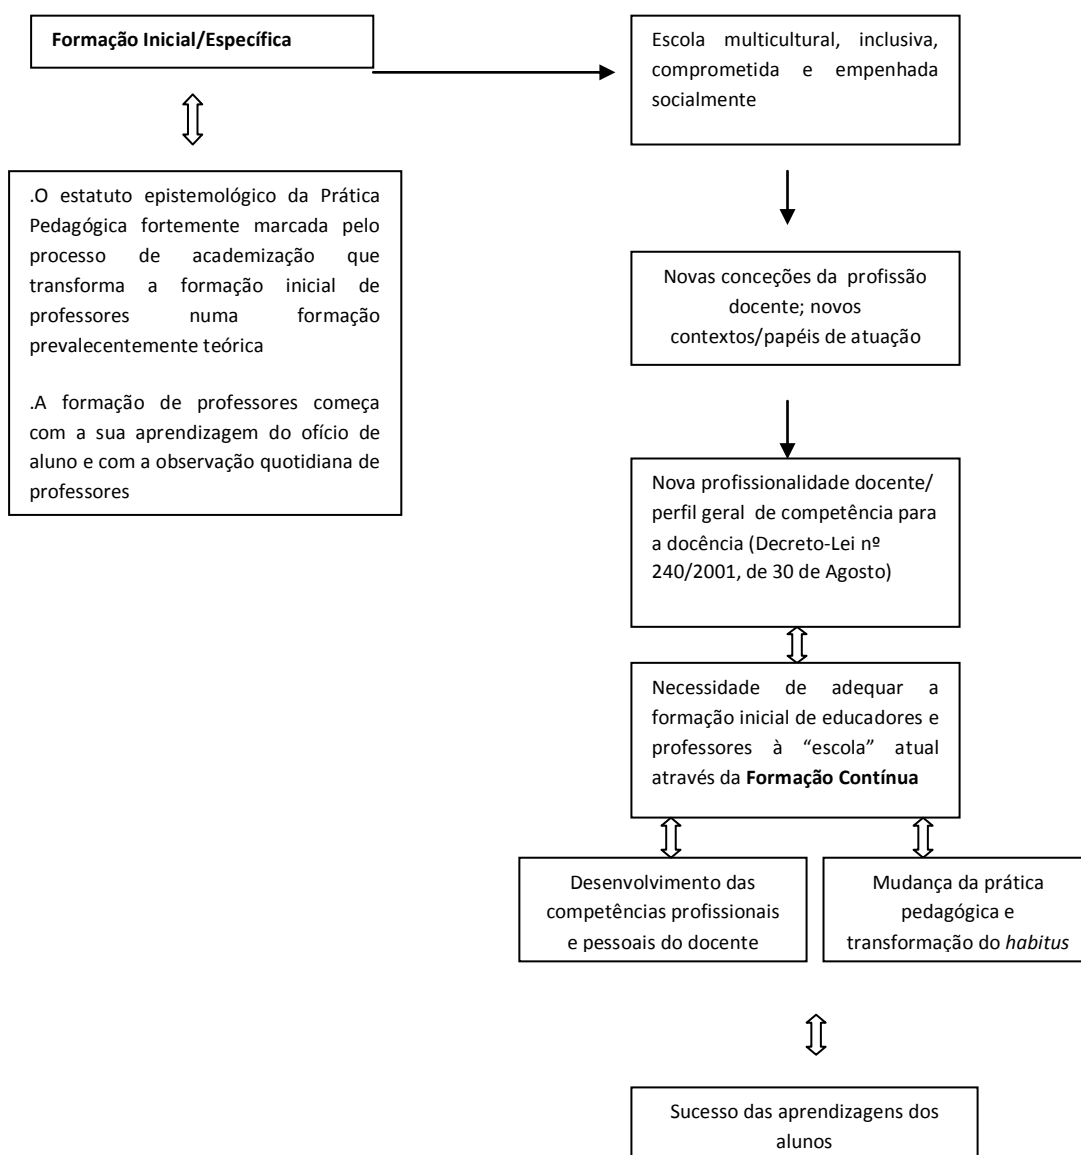 Formação Inicial/Específica
Escola multicultural, inclusiva,
comprometida e empenhada
socialmente
.O estatuto epistemológico da Prática
Pedagógica fortemente marcada pelo
processo de academização que
transforma a formação inicial de
professores numa formação
prevalecentemente teórica
.A formação de professores começa
com a sua aprendizagem do ofício de
aluno e com a observação quotidiana de
professores
Novas conceções da profissão
docente; novos
contextos/papéis de atuação
Nova profissionalidade docente/
perfil geral de competência para
a docência (Decreto-Lei nº
240/2001, de 30 de Agosto)
Necessidade de adequar a
formação inicial de educadores e
professores à “escola” atual
através da Formação Contínua
Desenvolvimento das
competências profissionais
e pessoais do docente
Mudança da prática
pedagógica e
transformação do habitus
Sucesso das aprendizagens dos
alunos